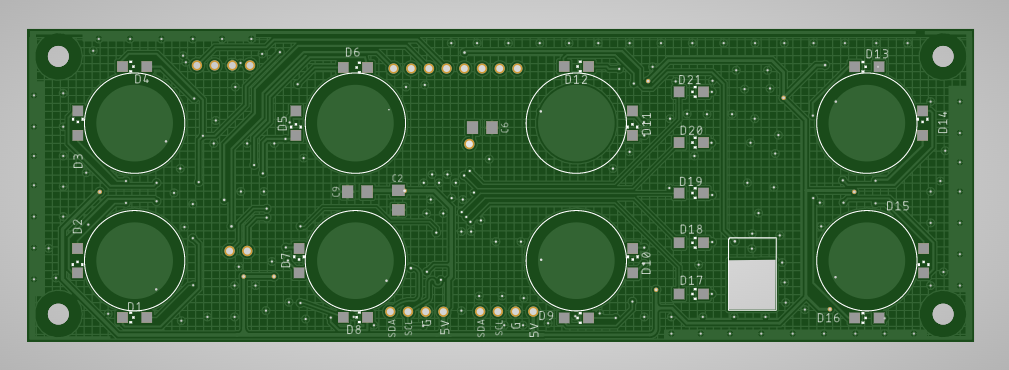 D6
D13
D4
D12
D21
D5
C6
D11
D14
D20
D3
C2
C9
D19
D2
D15
D18
D7
D10
D17
D1
D8
SDA
SCL
G
5V
SDA
SCL
G
5V
D9
D16